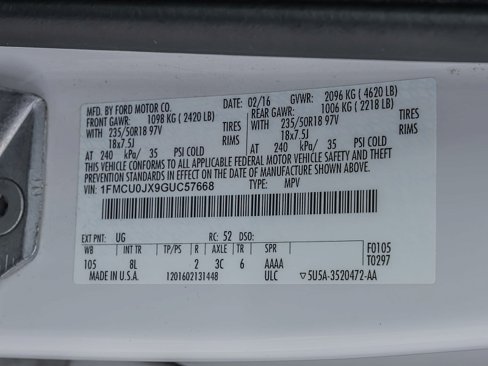 MFD. BY FORD MOTOR CO.
DATE: 02/16 GVWR: 2096 KG ( 4620 LB)
FRONT GAWR: 1098 KG ( 2420 LB) REAR GAWR: 1006 KG ( 2218 LB)
WITH 235/50R18 97V TIRES WITH 235/50R18 97V TIRES
18x7.5J RIMS 18x7.5J RIMS
AT 240 kPa/ 35 PSI COLD AT 240 kPa/ 35 PSI COLD
THIS VEHICLE CONFORMS TO ALL APPLICABLE FEDERAL MOTOR VEHICLE SAFETY AND THEFT
PREVENTION STANDARDS IN EFFECT ON THE DATE OF MANUFACTURE SHOWN ABOVE.
VIN: 1FMCU0JX9GUC57668 TYPE: MPV
EXT PNT: UG RC: 52 DSO: F0105
WB INT TR TP/PS R AXLE TR SPR T0297
105 8L 2 3C 6 AAAA
MADE IN U.S.A. 1201602131448 ULC ▽5U5A-3520472-AA